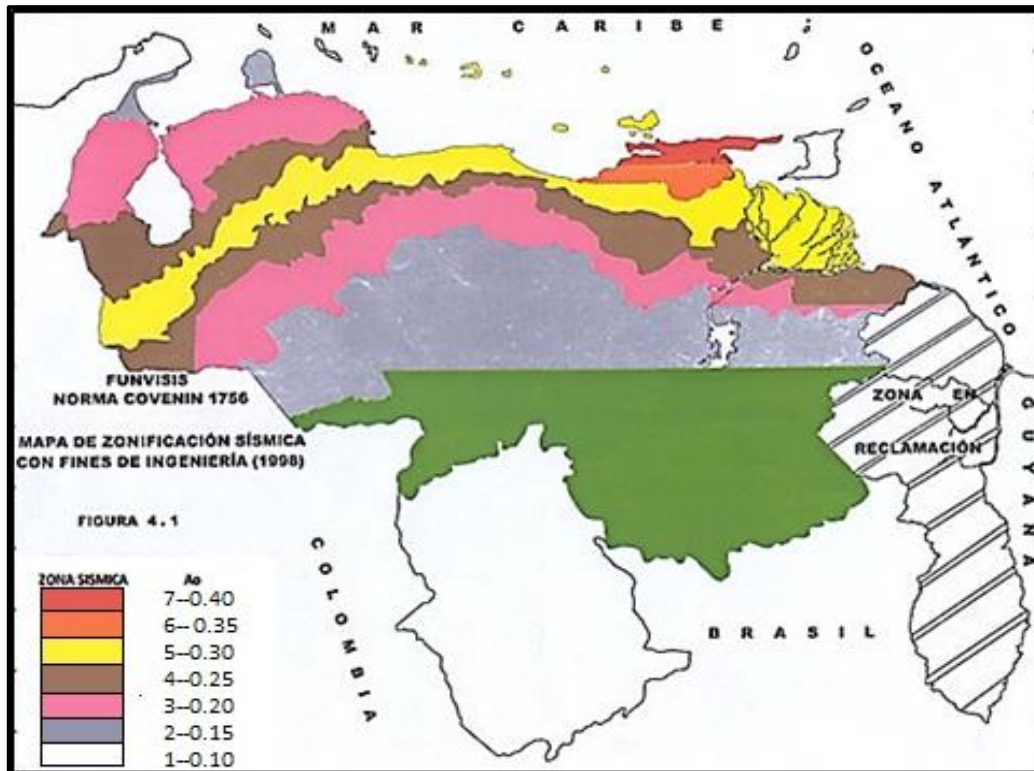 MAR CARIBE
OCEANO ATLANTICO
FUNVISIS
NORMA COVENIN 1756
MAPA DE ZONIFICACIÓN SÍSMICA
CON FINES DE INGENIERÍA (1998)
FIGURA 4.1
ZONA EN
RECLAMACIÓN
GUYANA
COLOMBIA
BRASIL
ZONA SISMICA Ao
7--0.40
6--0.35
5--0.30
4--0.25
3--0.20
2--0.15
1--0.10